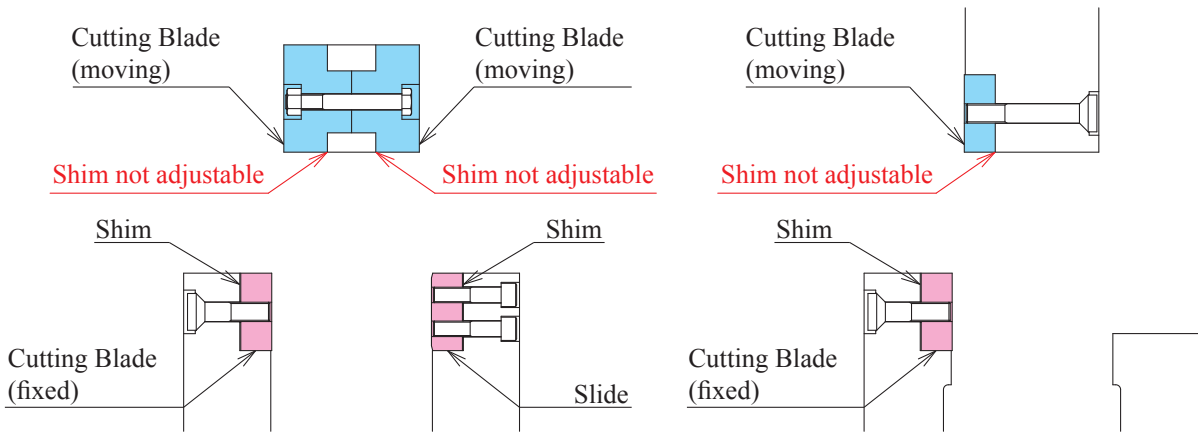 Cutting Blade
(moving)
Cutting Blade
(moving)
Cutting Blade
(moving)
Shim not adjustable
Shim not adjustable
Shim not adjustable
Shim
Shim
Shim
Cutting Blade
(fixed)
Slide
Cutting Blade
(fixed)